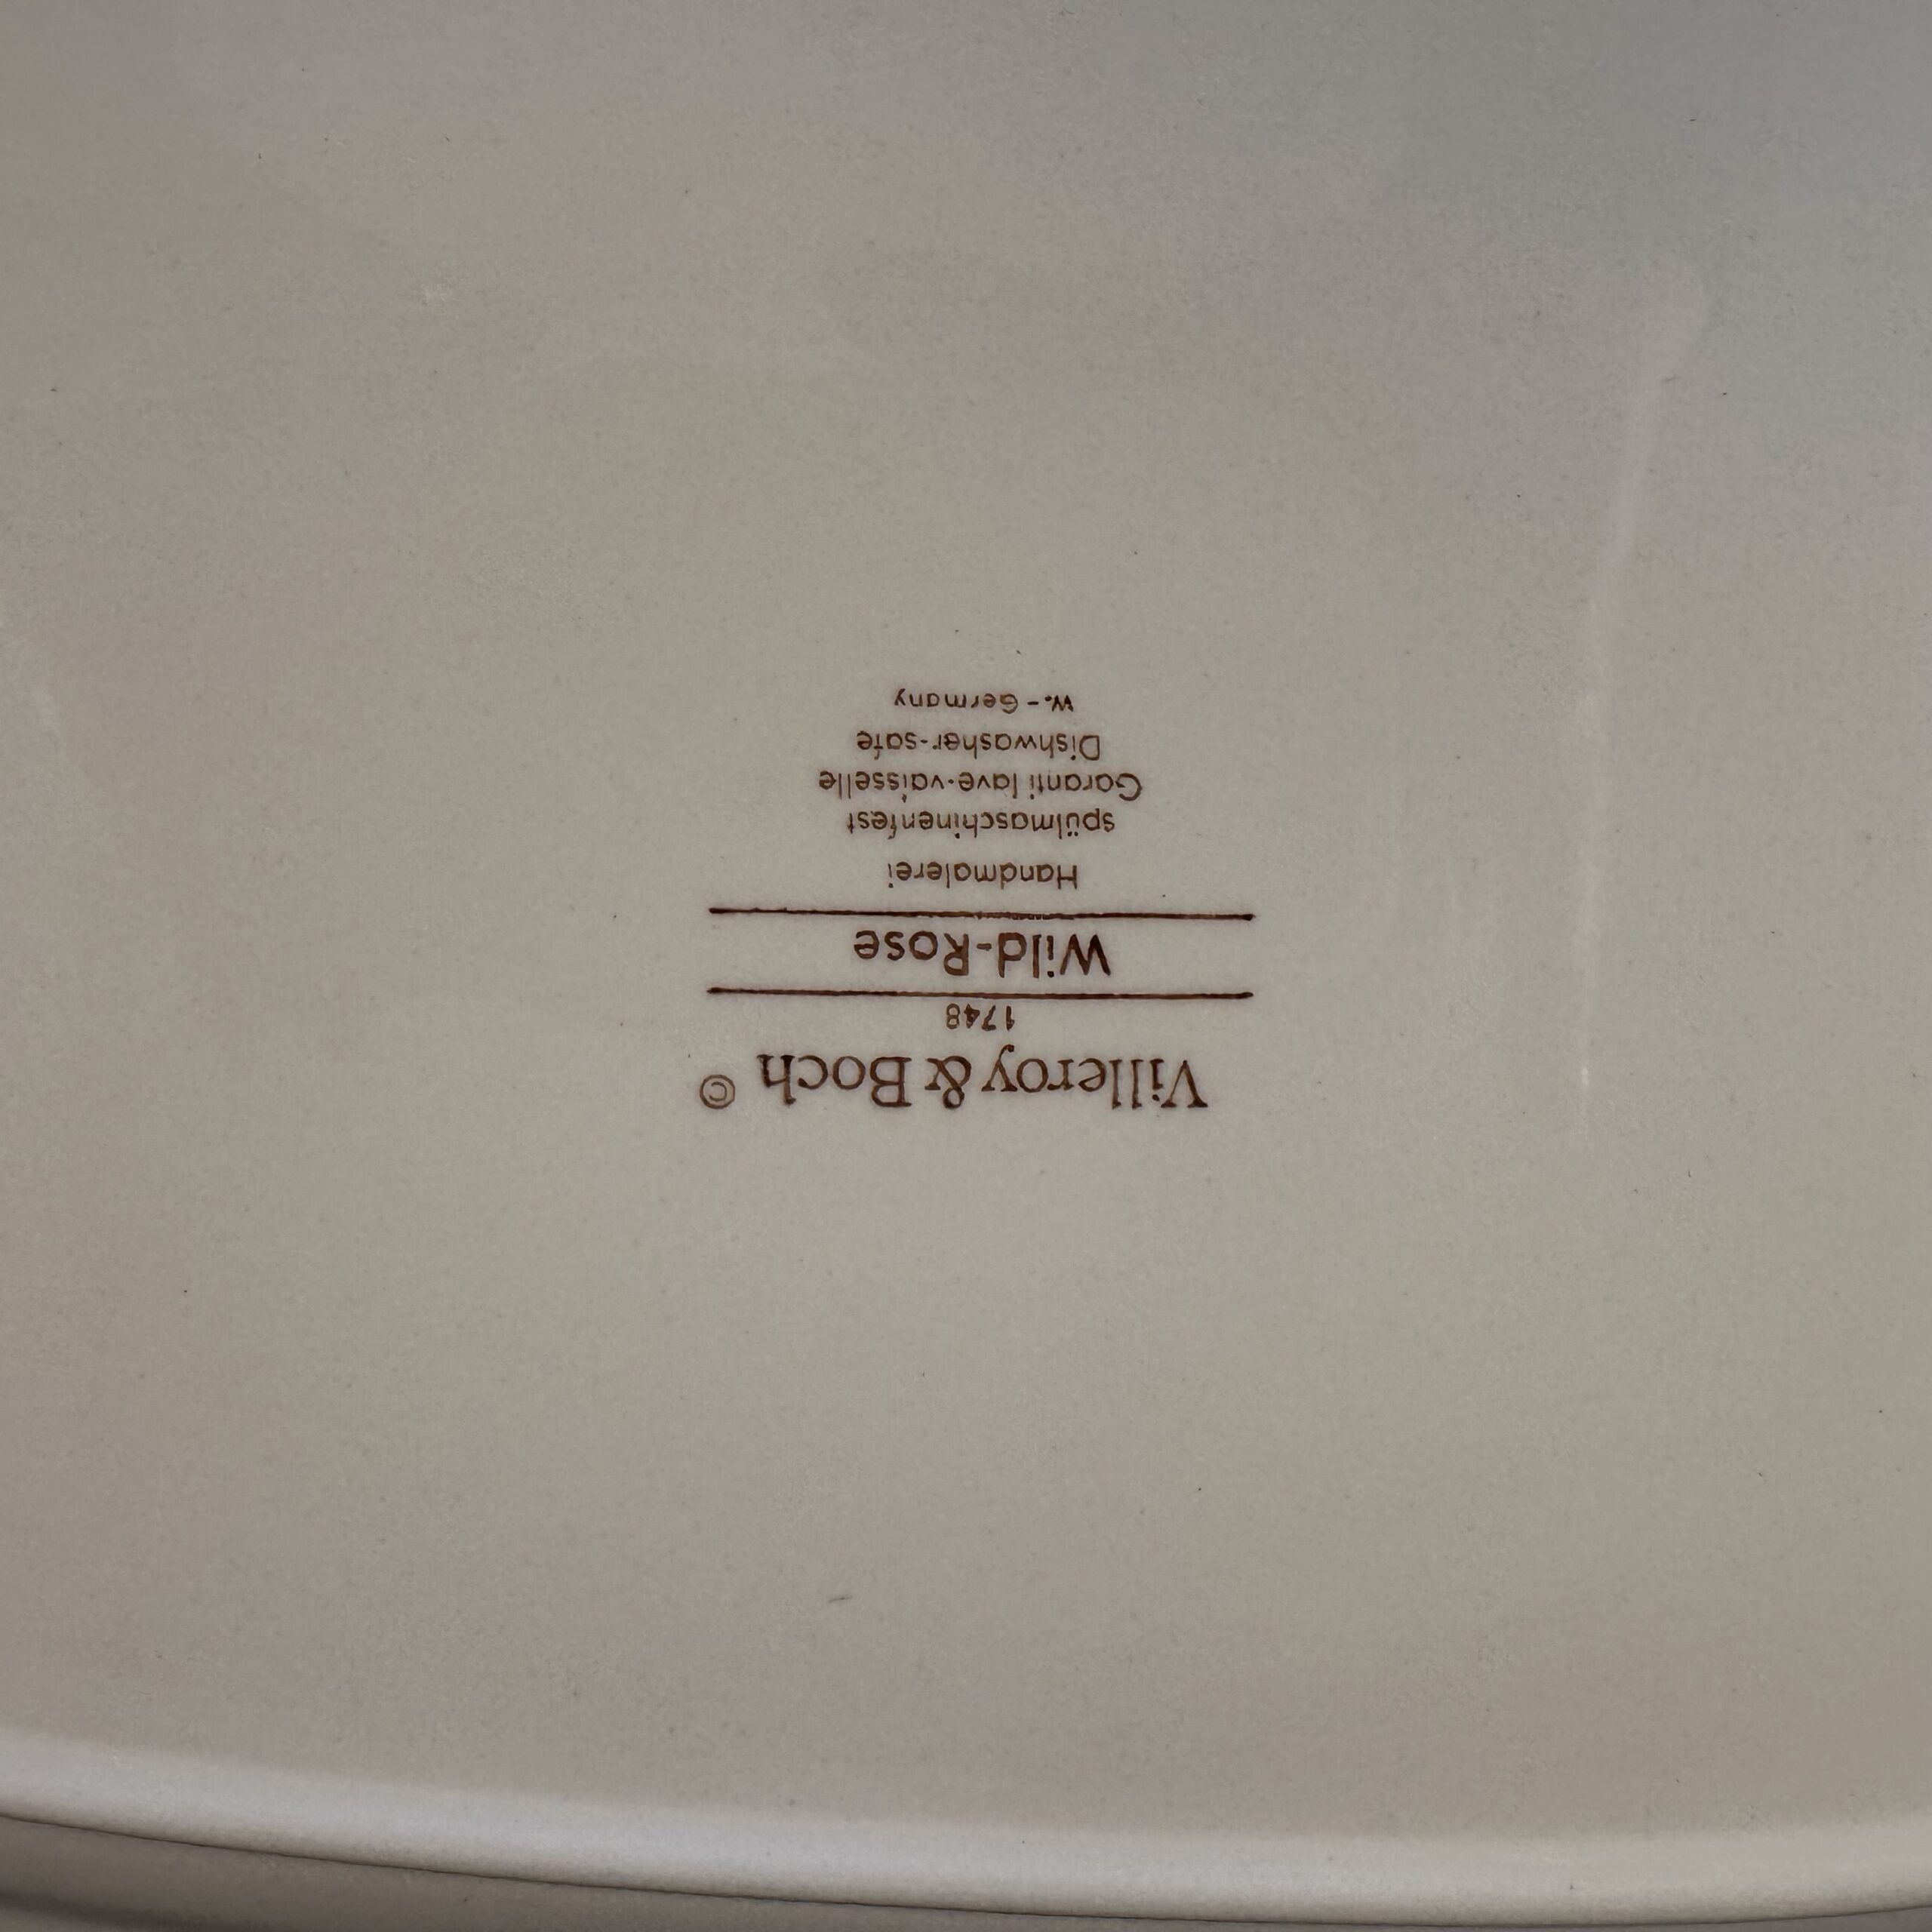 Villeroy & Boch ©
1748
Wild-Rose
Handmalerei
spülmaschinenfest
Garanti lave-vaisselle
Dishwasher-safe
W.- Germany